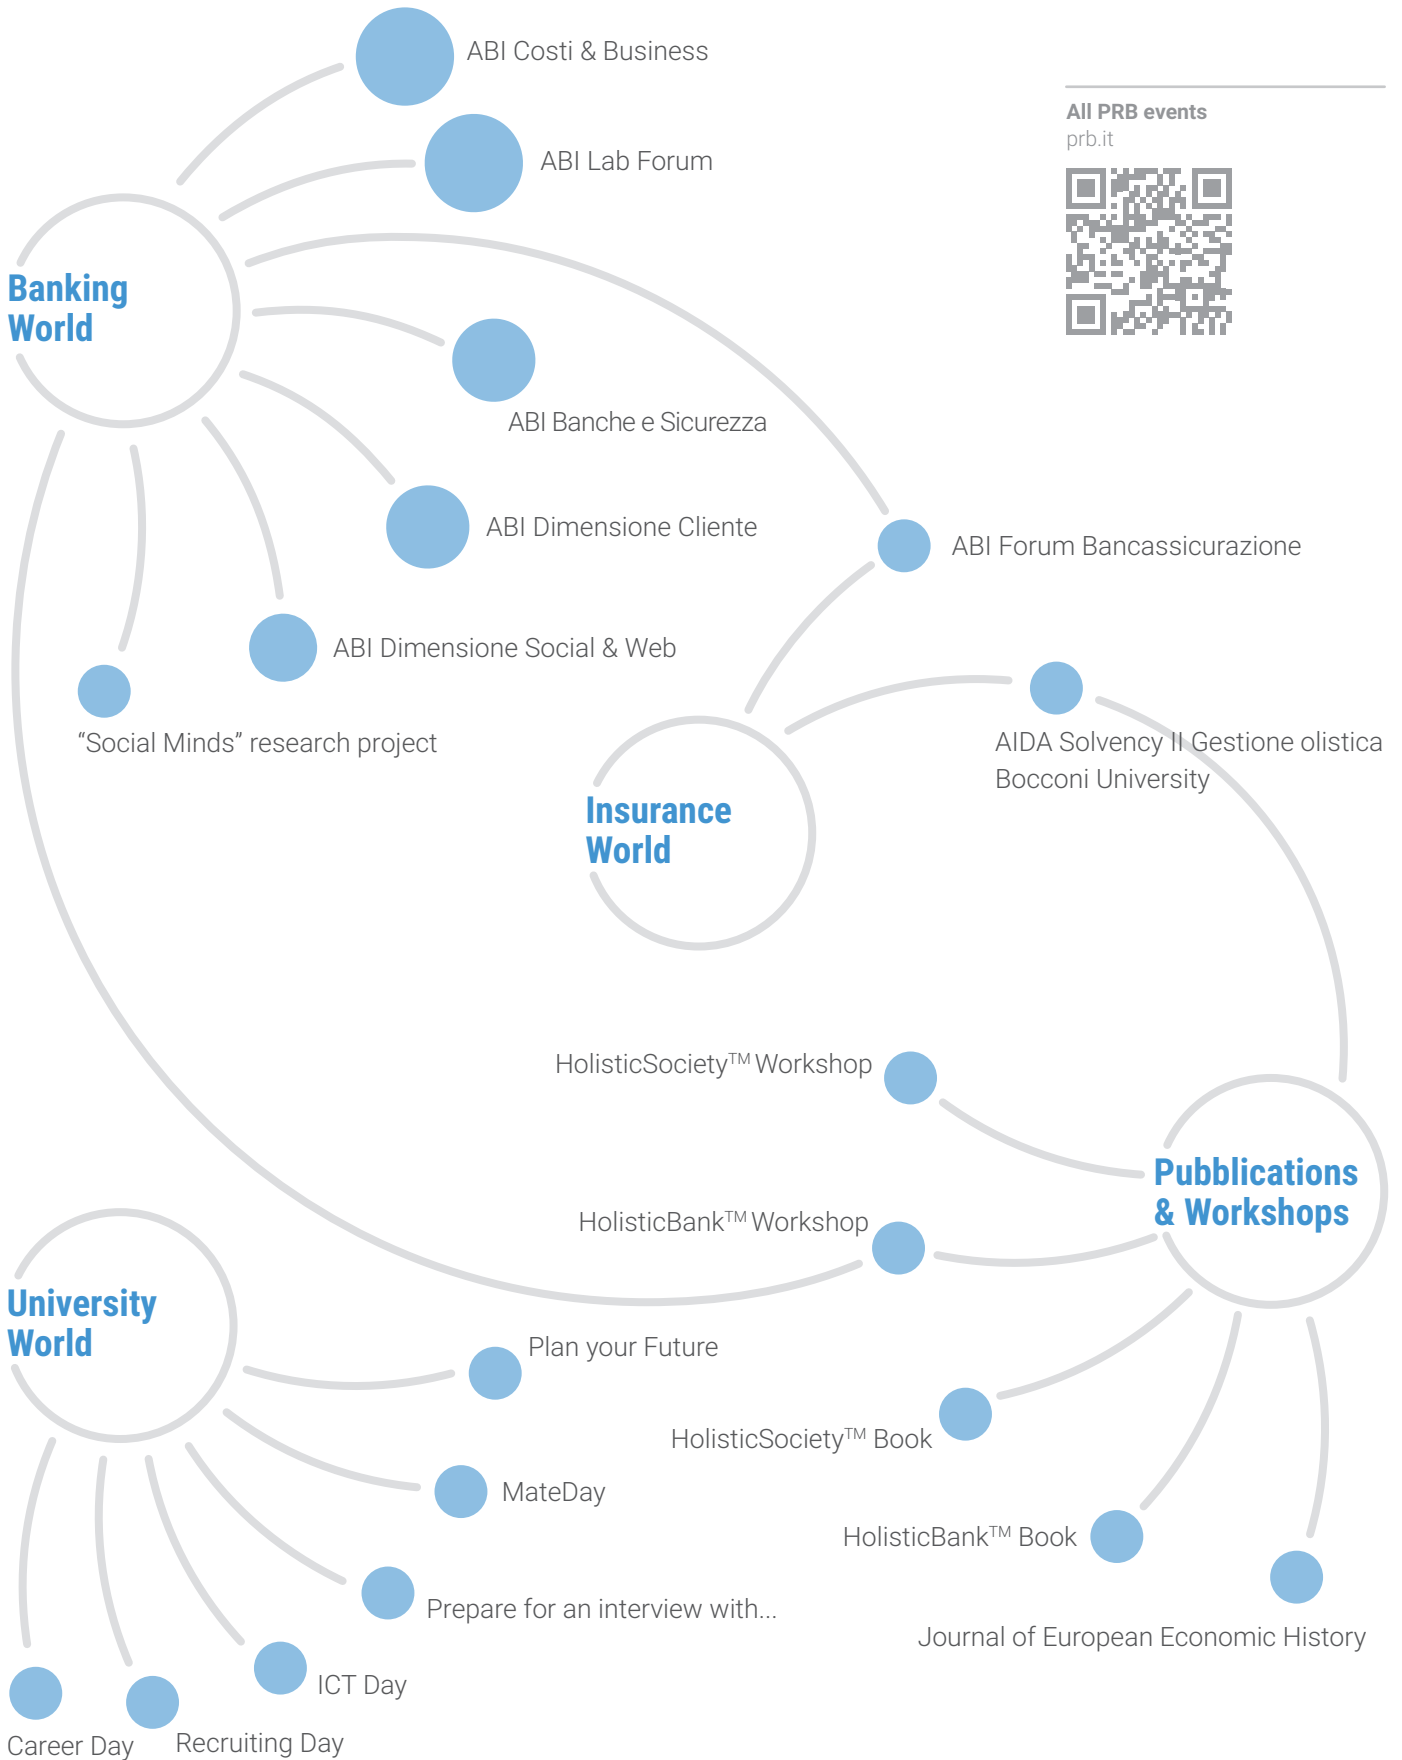 ABI Costi & Business
All PRB events
prb.it
ABI Lab Forum
Banking
World
ABI Banche e Sicurezza
ABI Dimensione Cliente
ABI Forum Bancassicurazione
ABI Dimensione Social & Web
“Social Minds” research project
AIDA Solvency II Gestione olistica
Bocconi University
Insurance
World
HolisticSociety™ Workshop
Pubblications
& Workshops
HolisticBank™ Workshop
University
World
Plan your Future
HolisticSociety™ Book
MateDay
HolisticBank™ Book
Prepare for an interview with...
Journal of European Economic History
ICT Day
Career Day
Recruiting Day